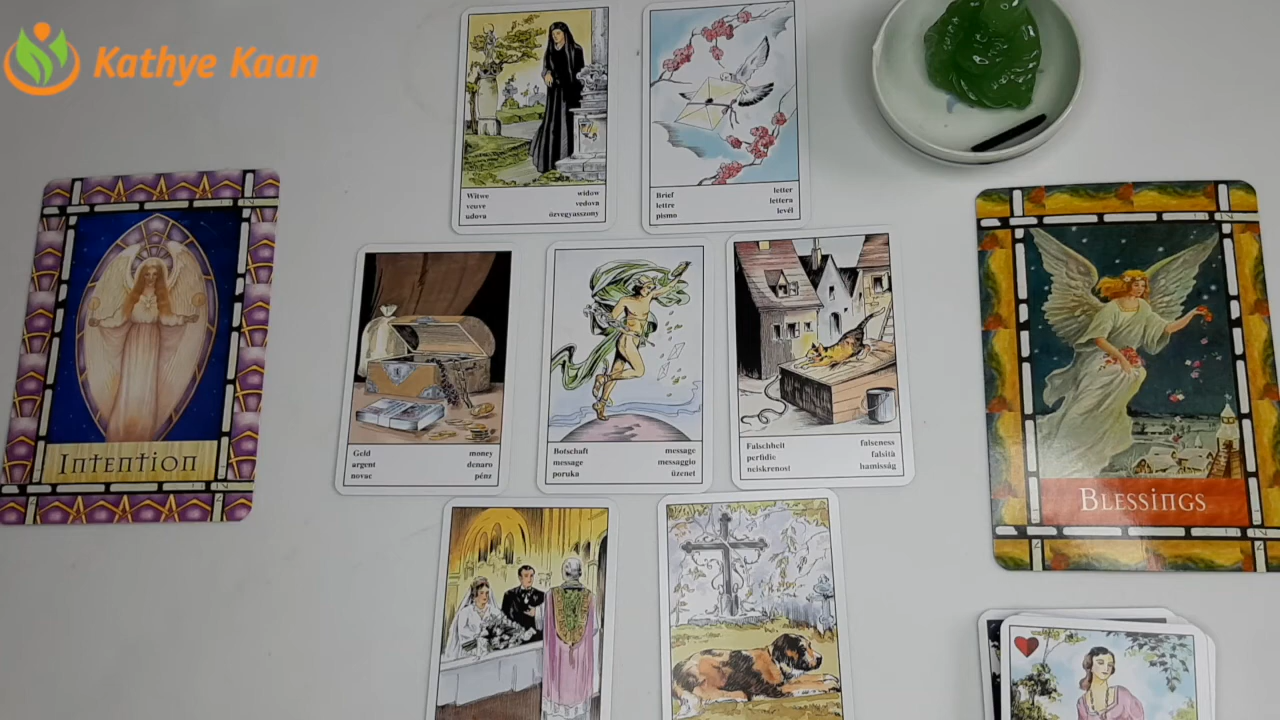 Kathye Kaan
Witwe widow
veuve vedova
udova özvegyasszony
Brief letter
lettre lettera
pismo levél
Geld money
argent denaro
novac pénz
Botschaft message
message messaggio
poruka üzenet
Falschheit falseness
perfidie falsità
neiskrenost hamisság
INTENTION
BLESSINGS